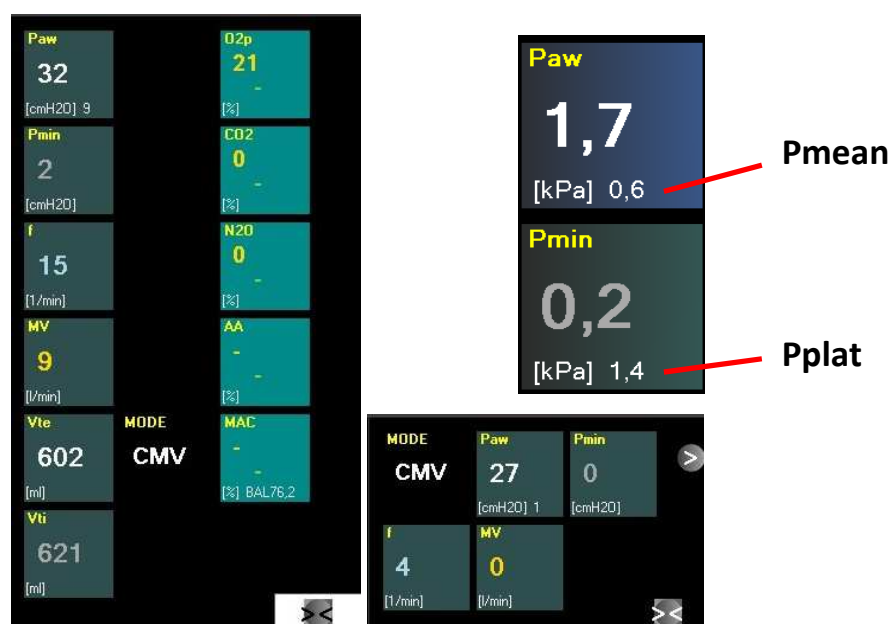 Paw
32
[cmH2O] 9
Pmin
2
[cmH2O]
f
15
[1/min]
MV
9
[l/min]
Vte
602
[ml]
Vti
621
[ml]
MODE
CMV
O2p
21
-
[%]
CO2
0
-
[%]
N2O
0
-
[%]
AA
-
-
[%]
MAC
-
-
[%] BAL76,2
><
Paw
1,7
[kPa] 0,6
Pmean
Pmin
0,2
[kPa] 1,4
Pplat
MODE
CMV
Paw
27
[cmH2O] 1
Pmin
0
[cmH2O]
>
f
4
[1/min]
MV
0
[l/min]
><